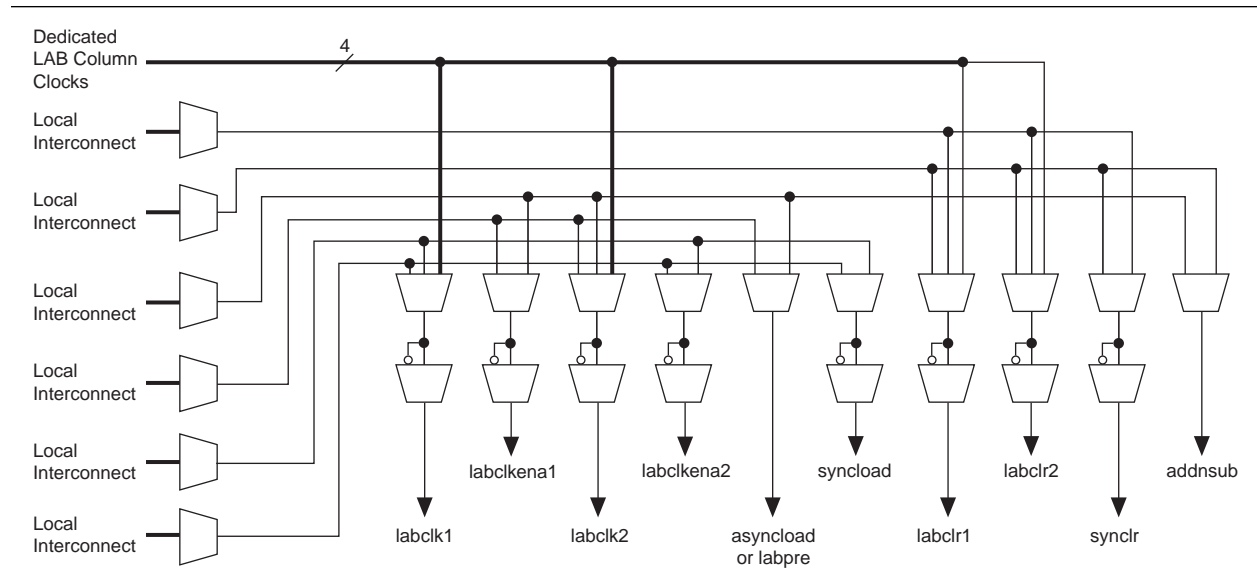 Dedicated
LAB Column
Clocks
4
Local
Interconnect
Local
Interconnect
Local
Interconnect
Local
Interconnect
Local
Interconnect
Local
Interconnect
labclkena1
labclkena2
syncload
labclr2
addnsub
labclk1
labclk2
asyncload
or labpre
labclr1
synclr